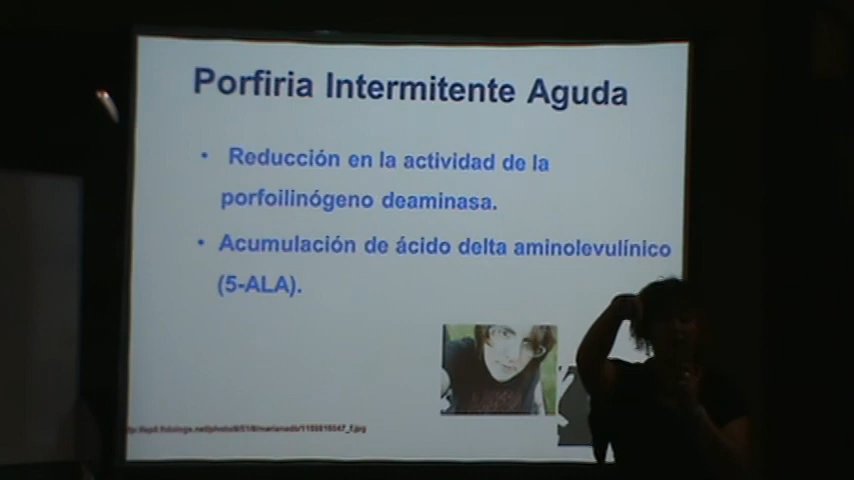 Porfiria Intermitente Aguda
• Reducción en la actividad de la
porfoilinógeno deaminasa.
• Acumulación de ácido delta aminolevulínico
(5-ALA).